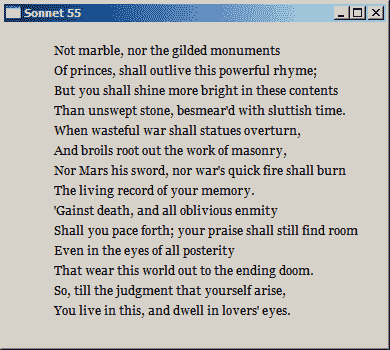 Sonnet 55
Not marble, nor the gilded monuments
Of princes, shall outlive this powerful rhyme;
But you shall shine more bright in these contents
Than unswept stone, besmear'd with sluttish time.
When wasteful war shall statues overturn,
And broils root out the work of masonry,
Nor Mars his sword, nor war's quick fire shall burn
The living record of your memory.
'Gainst death, and all oblivious enmity
Shall you pace forth; your praise shall still find room
Even in the eyes of all posterity
That wear this world out to the ending doom.
So, till the judgment that yourself arise,
You live in this, and dwell in lovers' eyes.